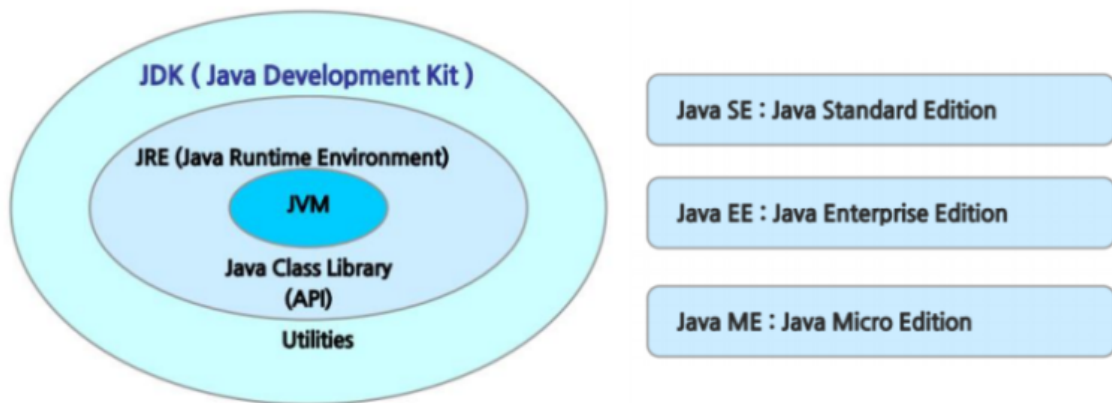 JDK ( Java Development Kit )
JRE (Java Runtime Environment)
JVM
Java Class Library
(API)
Utilities
Java SE : Java Standard Edition
Java EE : Java Enterprise Edition
Java ME : Java Micro Edition